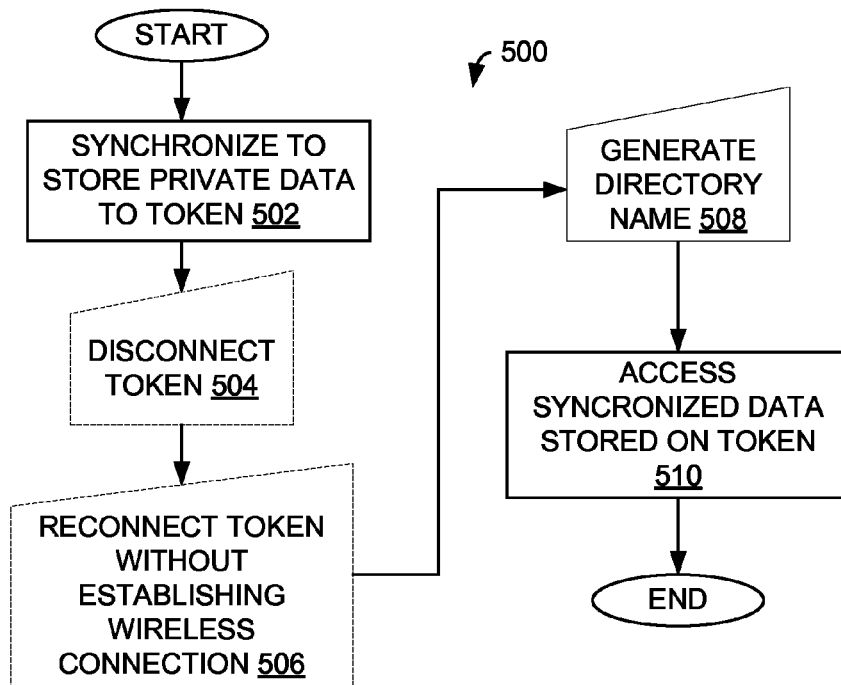 START
SYNCHRONIZE TO
STORE PRIVATE DATA
TO TOKEN 502
DISCONNECT
TOKEN 504
RECONNECT TOKEN
WITHOUT
ESTABLISHING
WIRELESS
CONNECTION 506
500
GENERATE
DIRECTORY
NAME 508
ACCESS
SYNCRONIZED DATA
STORED ON TOKEN
510
END